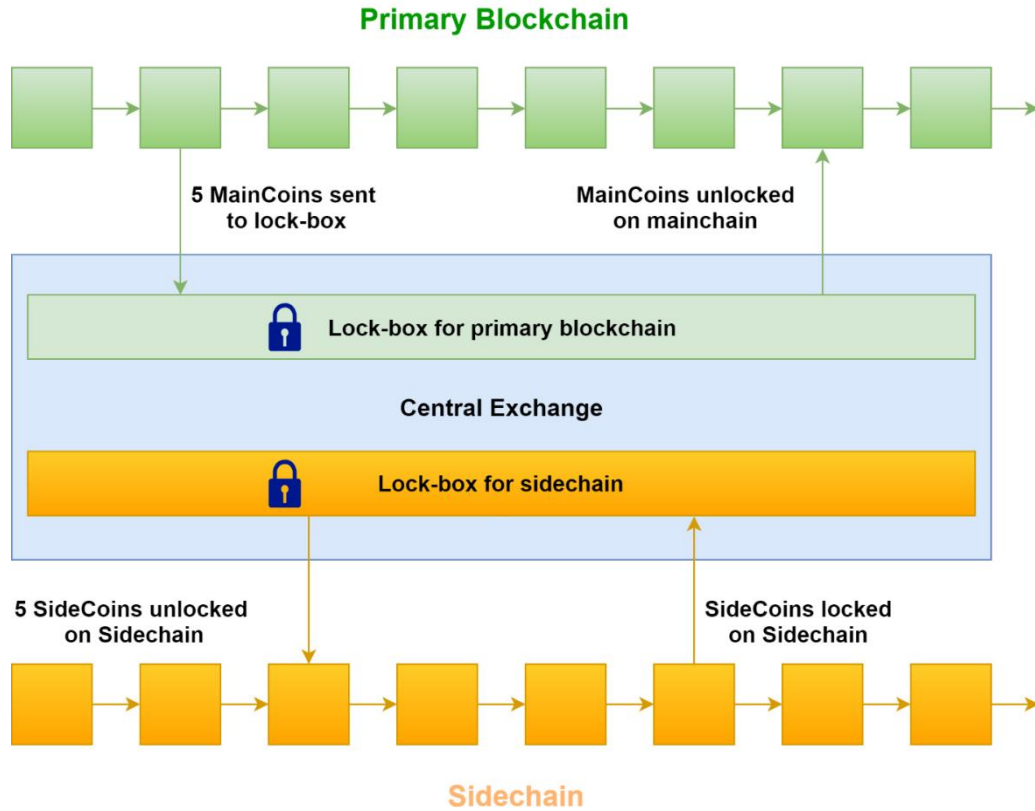 Primary Blockchain
5 MainCoins sent
to lock-box
MainCoins unlocked
on mainchain
Lock-box for primary blockchain
Central Exchange
Lock-box for sidechain
5 SideCoins unlocked
on Sidechain
SideCoins locked
on Sidechain
Sidechain